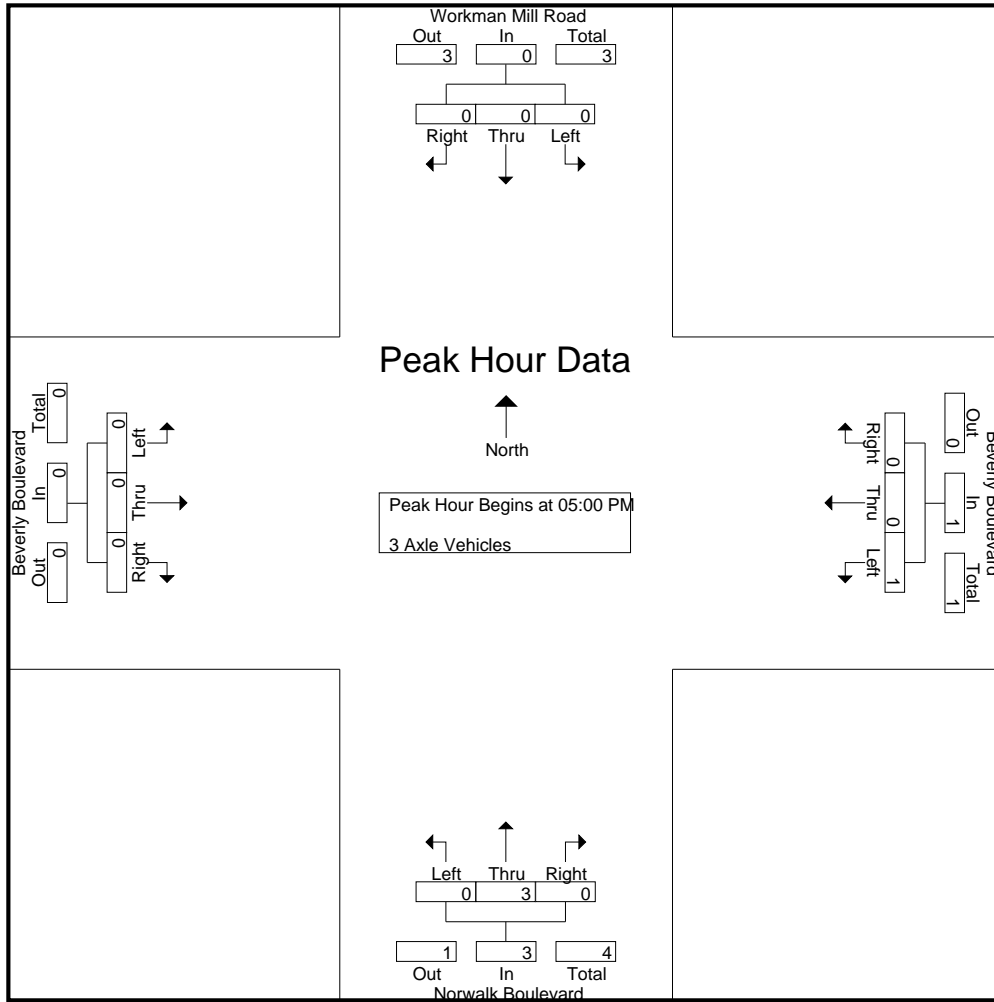 Workman Mill Road
Out In Total
3 0 3
0 0 0
Right Thru Left
Peak Hour Data
North
Peak Hour Begins at 05:00 PM
3 Axle Vehicles
Beverly Boulevard
Out In Total
0 0 0
0 0 0
Right Thru Left
Beverly Boulevard
Out In Total
0 1 1
0 0 1
Right Thru Left
Left Thru Right
0 3 0
1 3 4
Out In Total
Norwalk Boulevard